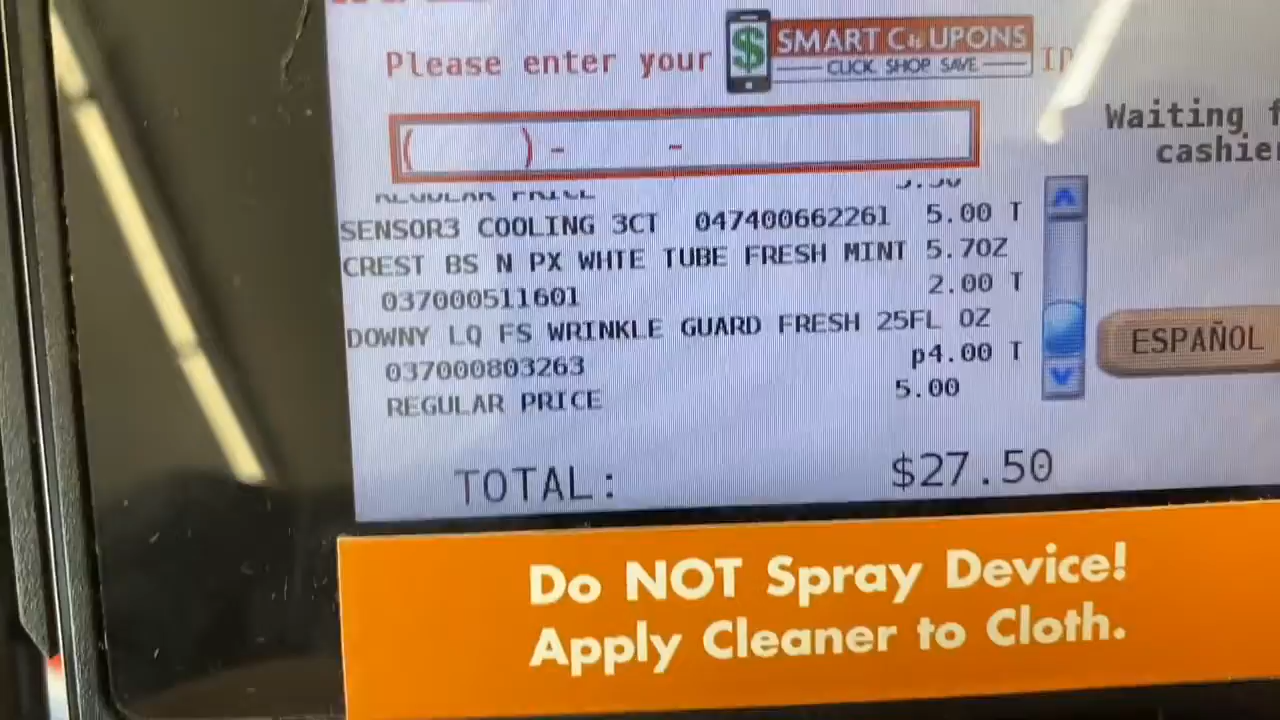 Please enter your SMART COUPONS
CLICK. SHOP. SAVE
( ) - -
Waiting
REGULAR PRICE
SENSOR3 COOLING 3CT 047400662261 5.00 T
CREST BS N PX WHTE TUBE FRESH MINT 5.7OZ
037000511601 2.00 T
DOWNY LQ FS WRINKLE GUARD FRESH 25FL OZ
037000803263 p4.00 T
REGULAR PRICE 5.00
ESPAÑOL
TOTAL: $27.50
Do NOT Spray Device!
Apply Cleaner to Cloth.